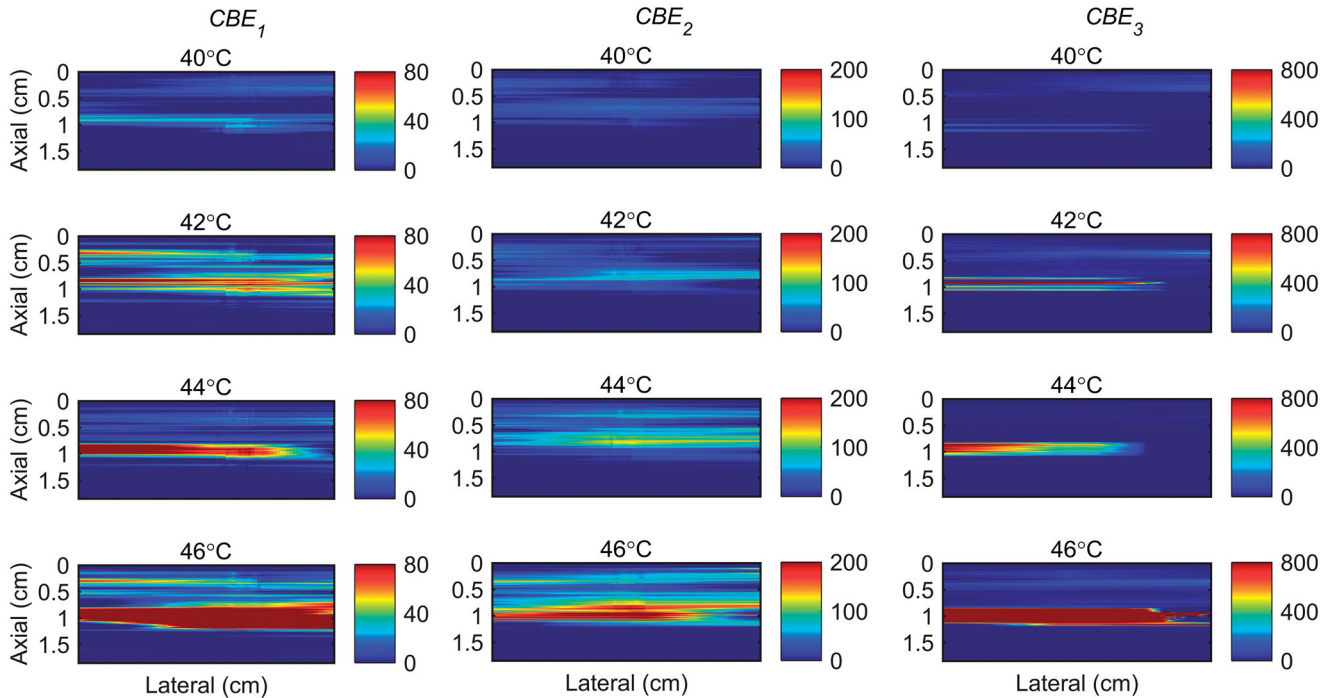 CBE1 CBE2 CBE3
40°C 40°C 40°C
Axial (cm) 0 0.5 1 1.5 80 40 0 0 0.5 1 1.5 200 100 0 0 0.5 1 1.5 800 400 0
42°C 42°C 42°C
Axial (cm) 0 0.5 1 1.5 80 40 0 0 0.5 1 1.5 200 100 0 0 0.5 1 1.5 800 400 0
44°C 44°C 44°C
Axial (cm) 0 0.5 1 1.5 80 40 0 0 0.5 1 1.5 200 100 0 0 0.5 1 1.5 800 400 0
46°C 46°C 46°C
Axial (cm) 0 0.5 1 1.5 80 40 0 0 0.5 1 1.5 200 100 0 0 0.5 1 1.5 800 400 0
Lateral (cm) Lateral (cm) Lateral (cm)